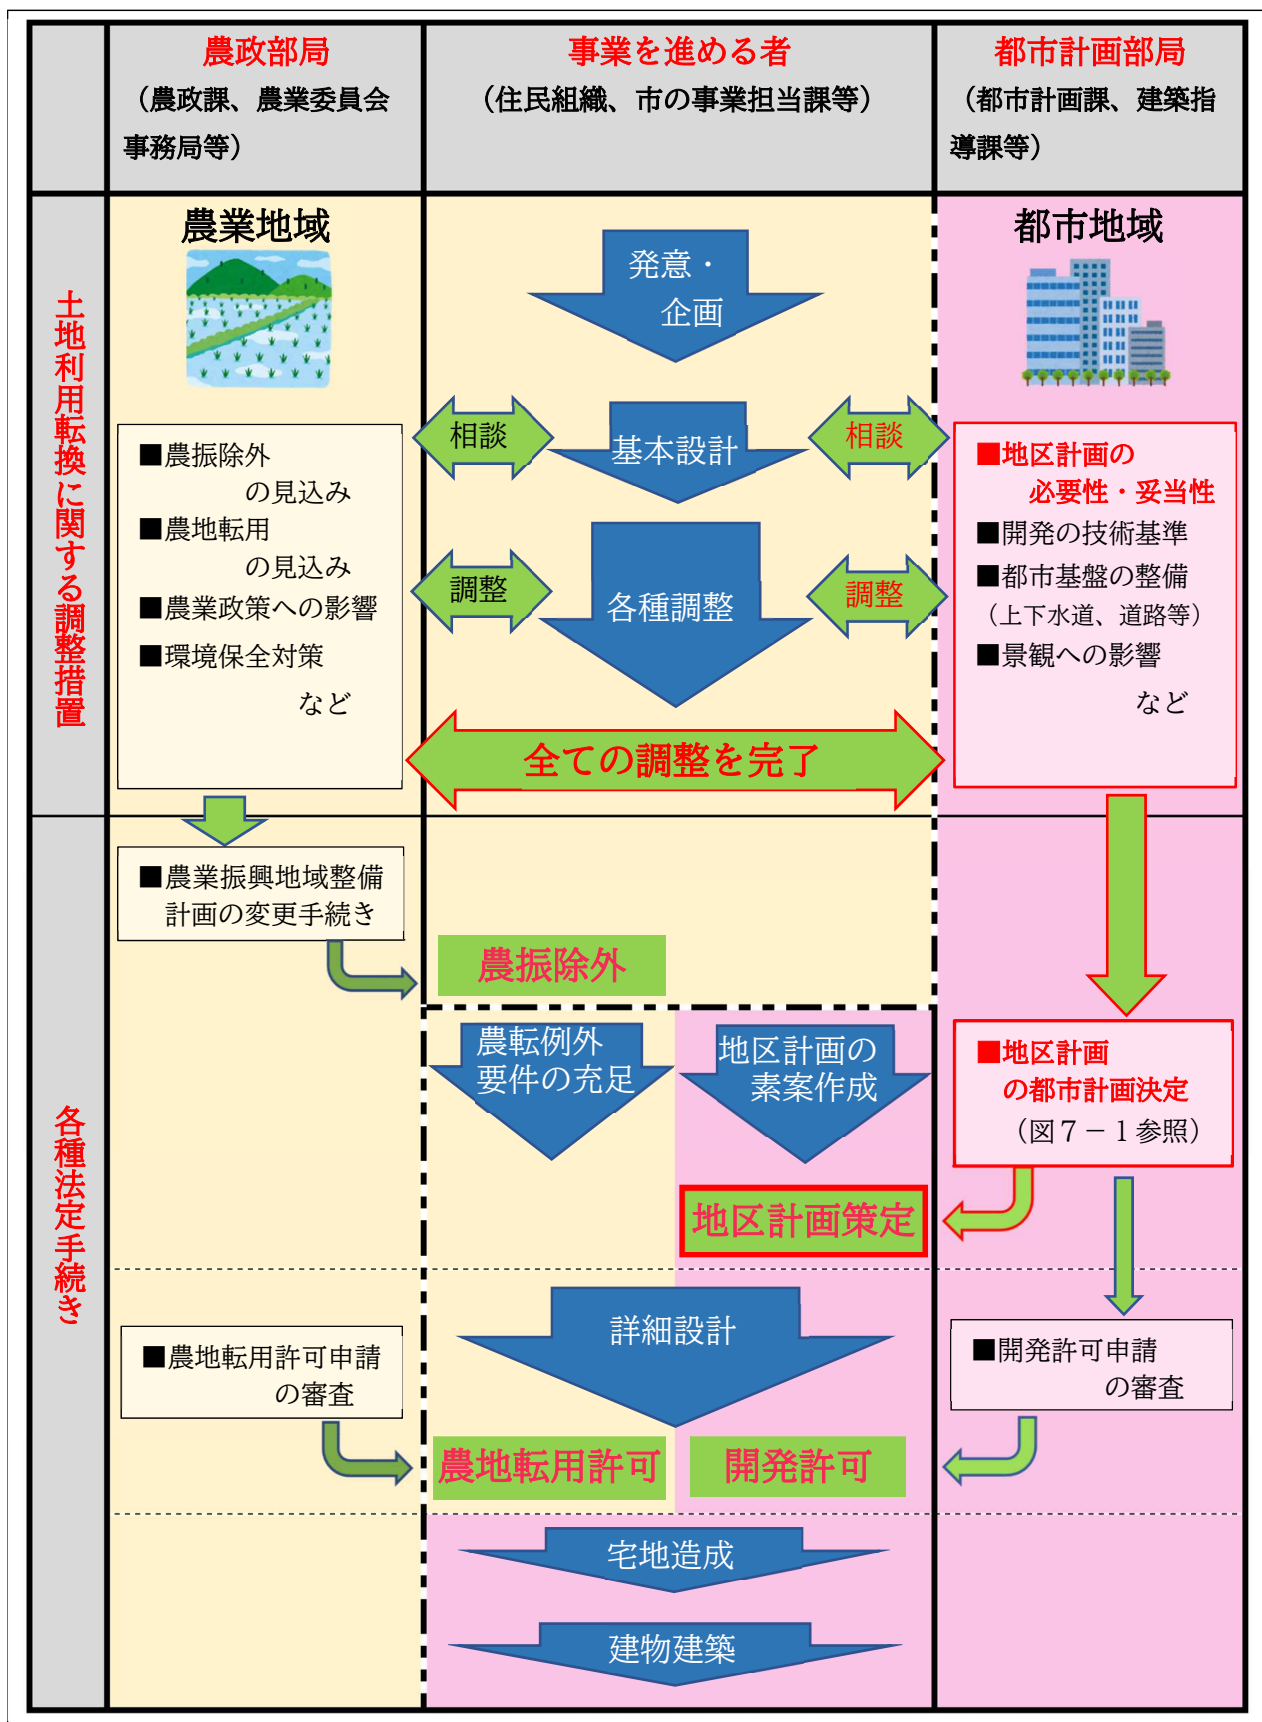 農政部局
（農政課、農業委員会
事務局等）
事業を進める者
（住民組織、市の事業担当課等）
都市計画部局
（都市計画課、建築指
導課等）
土地利用転換に関する調整措置
農業地域
■農振除外
の見込み
■農地転用
の見込み
■農業政策への影響
■環境保全対策
など
発意・
企画
相談
基本設計
相談
調整
各種調整
調整
全ての調整を完了
都市地域
■地区計画の
必要性・妥当性
■開発の技術基準
■都市基盤の整備
（上下水道、道路等）
■景観への影響
など
各種法定手続き
■農業振興地域整備
計画の変更手続き
農振除外
農転例外
要件の充足
地区計画の
素案作成
■地区計画
の都市計画決定
（図７－１参照）
地区計画策定
■農地転用許可申請
の審査
詳細設計
■開発許可申請
の審査
農地転用許可
開発許可
宅地造成
建物建築